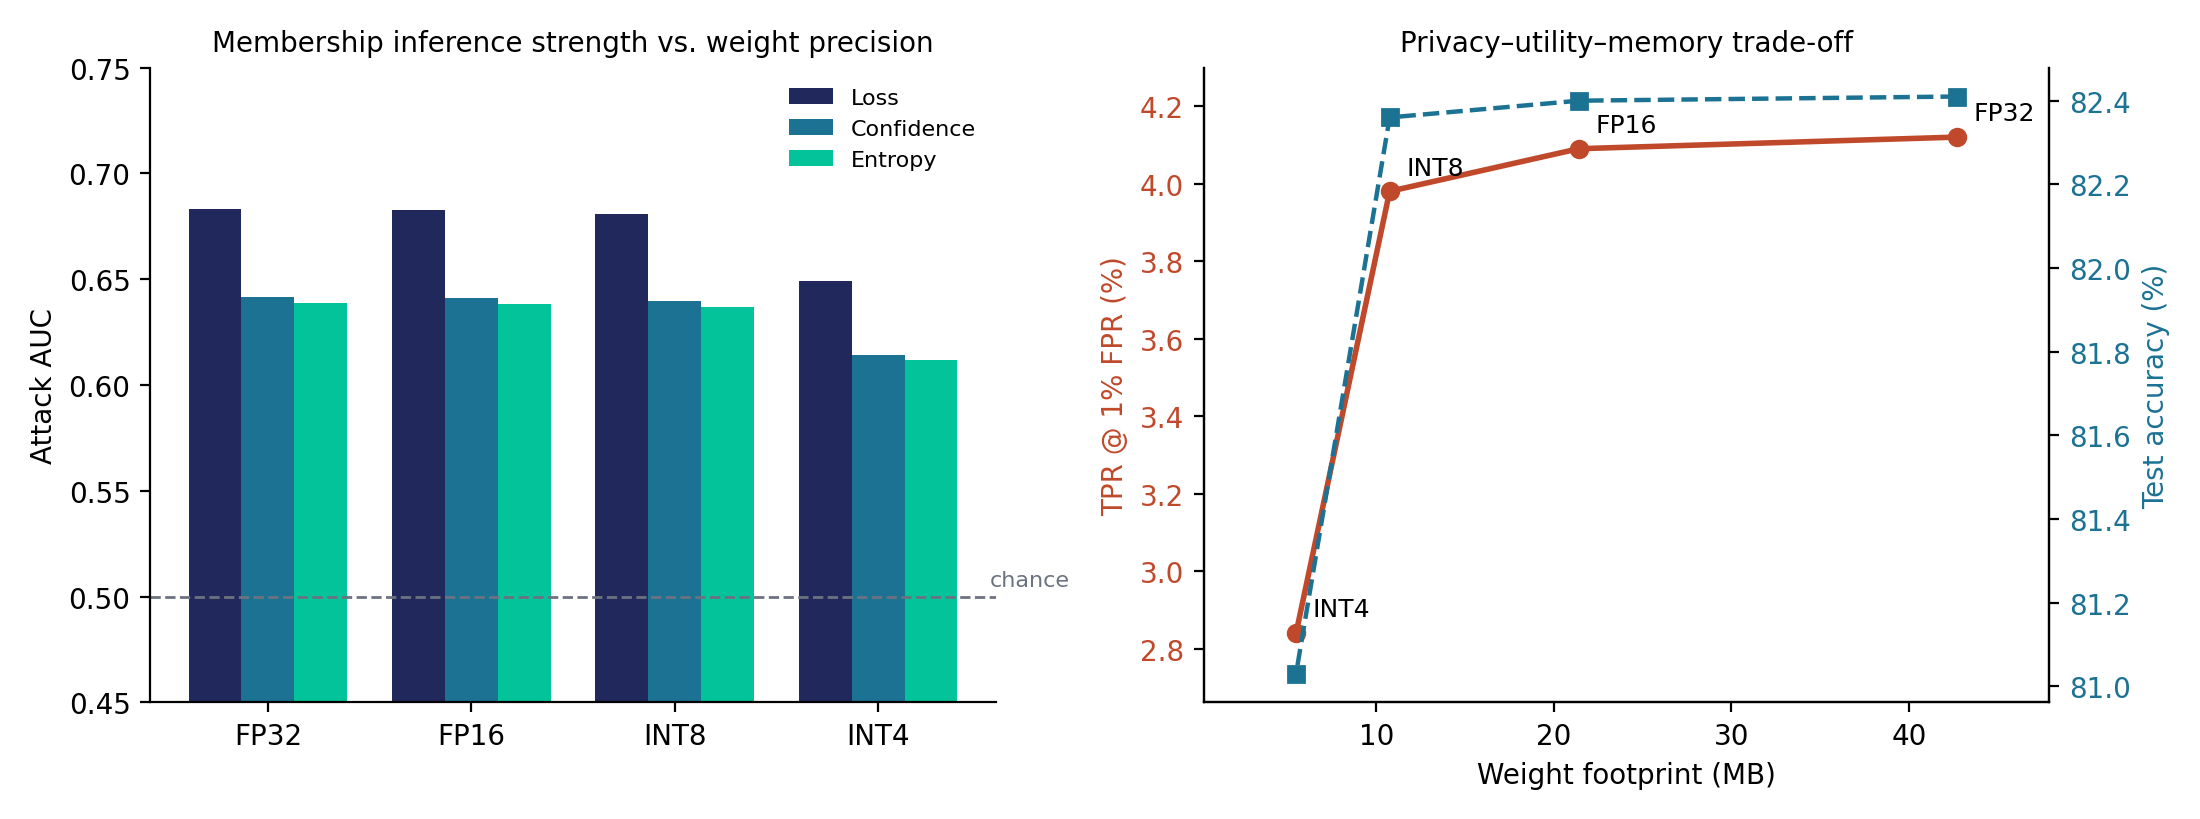 Membership inference strength vs. weight precision
0.75
0.70
0.65
0.60
0.55
0.50
0.45
Attack AUC
Loss
Confidence
Entropy
chance
FP32
FP16
INT8
INT4
Privacy–utility–memory trade-off
4.2
4.0
3.8
3.6
3.4
3.2
3.0
2.8
TPR @ 1% FPR (%)
FP32
FP16
INT8
INT4
82.4
82.2
82.0
81.8
81.6
81.4
81.2
81.0
Test accuracy (%)
10
20
30
40
Weight footprint (MB)